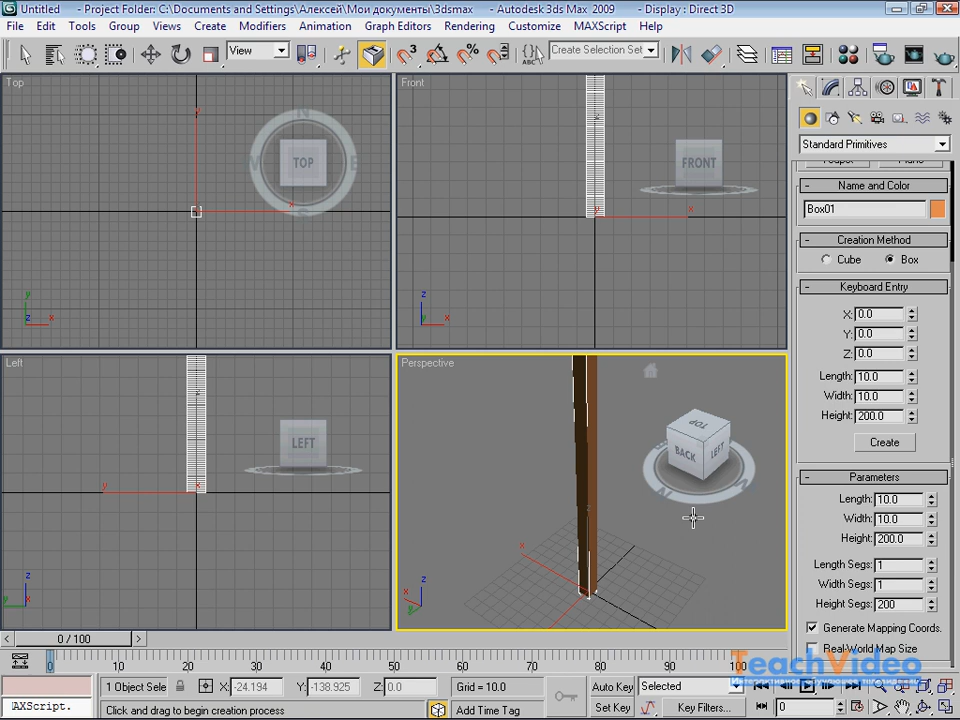 Untitled - Project Folder: C:\Documents and Settings\Алексей\Мои документы\3dsmax - Autodesk 3ds Max 2009 - Display : Direct 3D
File Edit Tools Group Views Create Modifiers Animation Graph Editors Rendering Customize MAXScript Help
View
3
ABC
Create Selection Set
Top
TOP
N
S
E
y
x
z
x
Front
FRONT
z
x
z
x
y
Left
LEFT
z
y
x
z
y
x
Perspective
TOP
BACK
LEFT
N
W
x
z
x
y
Standard Primitives
Name and Color
Box01
Creation Method
Cube
Box
Keyboard Entry
X: 0.0
Y: 0.0
Z: 0.0
Length: 10.0
Width: 10.0
Height: 200.0
Create
Parameters
Length: 10.0
Width: 10.0
Height: 200.0
Length Segs: 1
Width Segs: 1
Height Segs: 200
Generate Mapping Coords.
Real-World Map Size
TeachVideo
0 / 100
0 10 20 30 40 50 60 70 80 90 100
1 Object Sele
X: -24.194
Y: -138.925
Z: 0.0
Grid = 10.0
Auto Key
Selected
AXScript.
Click and drag to begin creation process
Add Time Tag
Set Key
Key Filters...
0